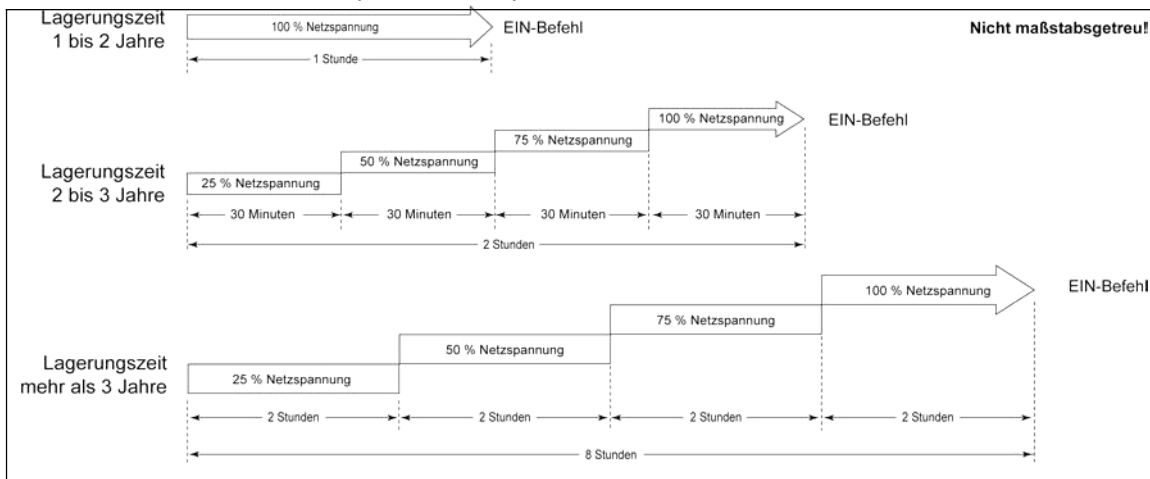 Lagerungszeit
1 bis 2 Jahre
100 % Netzspannung
EIN-Befehl
Nicht maßstabsgetreu!
1 Stunde
Lagerungszeit
2 bis 3 Jahre
25 % Netzspannung
50 % Netzspannung
75 % Netzspannung
100 % Netzspannung
EIN-Befehl
30 Minuten
30 Minuten
30 Minuten
30 Minuten
2 Stunden
Lagerungszeit
mehr als 3 Jahre
25 % Netzspannung
50 % Netzspannung
75 % Netzspannung
100 % Netzspannung
EIN-Befehl
2 Stunden
2 Stunden
2 Stunden
2 Stunden
8 Stunden